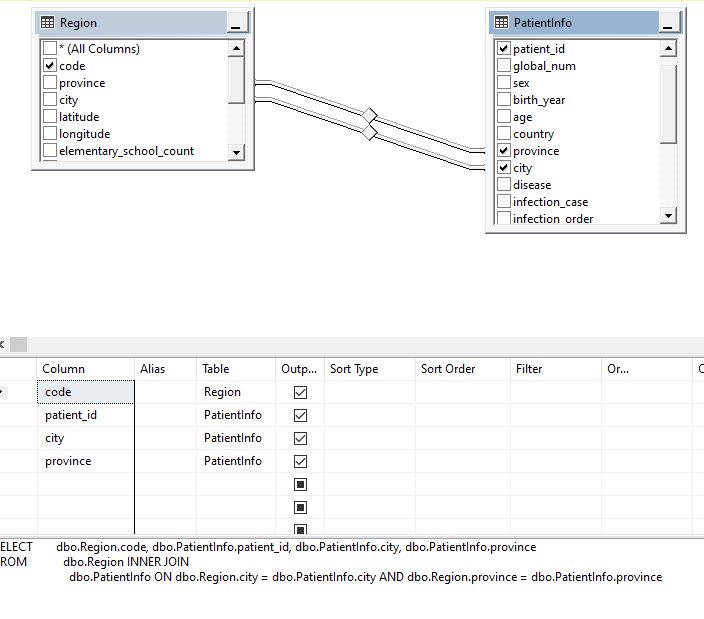 Region
* (All Columns)
code
province
city
latitude
longitude
elementary_school_count
PatientInfo
patient_id
global_num
sex
birth_year
age
country
province
city
disease
infection_case
infection_order
Column Alias Table Outp... Sort Type Sort Order Filter Or...
code Region
patient_id PatientInfo
city PatientInfo
province PatientInfo
ELECT dbo.Region.code, dbo.PatientInfo.patient_id, dbo.PatientInfo.city, dbo.PatientInfo.province
ROM dbo.Region INNER JOIN
dbo.PatientInfo ON dbo.Region.city = dbo.PatientInfo.city AND dbo.Region.province = dbo.PatientInfo.province